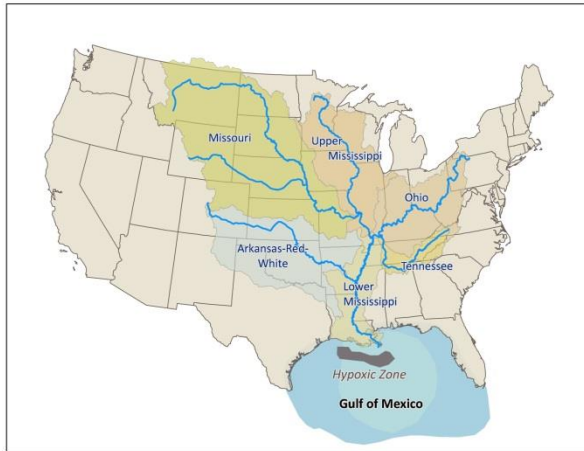 Missouri
Upper
Mississippi
Ohio
Arkansas-Red-
White
Tennessee
Lower
Mississippi
Hypoxic Zone
Gulf of Mexico